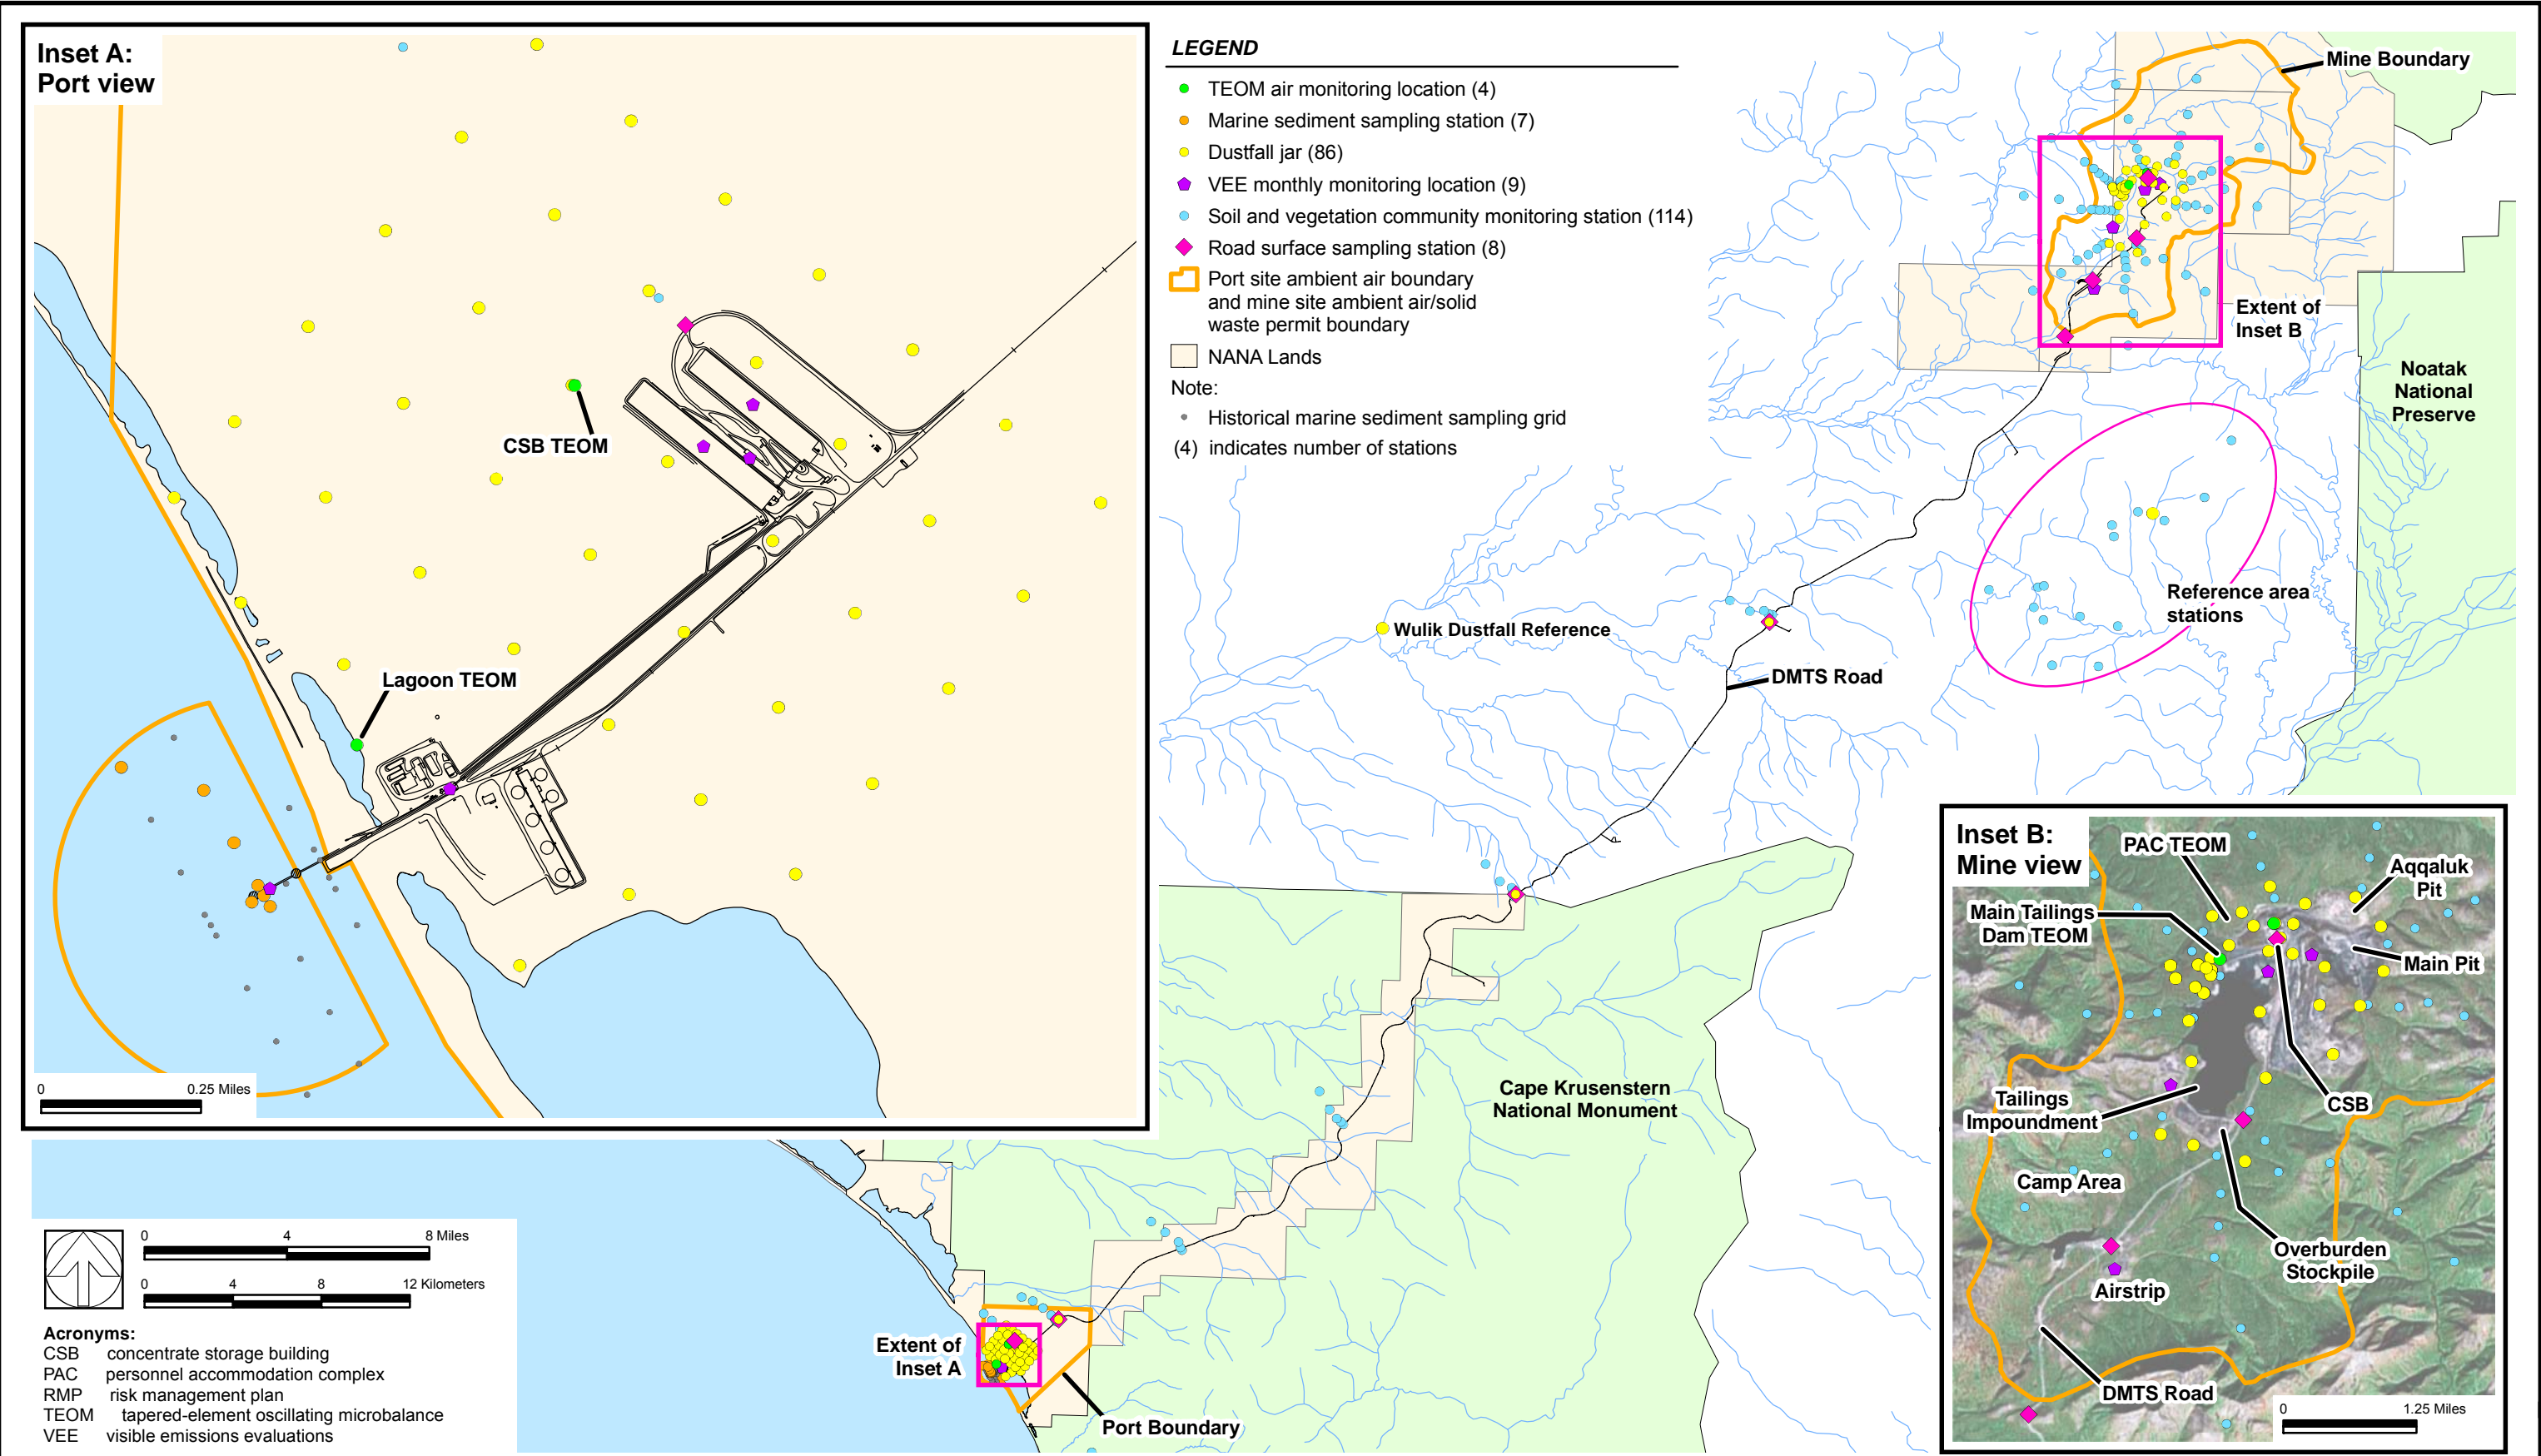 Inset A:
Port view
CSB TEOM
Lagoon TEOM
0 0.25 Miles
LEGEND
TEOM air monitoring location (4)
Marine sediment sampling station (7)
Dustfall jar (86)
VEE monthly monitoring location (9)
Soil and vegetation community monitoring station (114)
Road surface sampling station (8)
Port site ambient air boundary
and mine site ambient air/solid
waste permit boundary
NANA Lands
Note:
Historical marine sediment sampling grid
(4) indicates number of stations
Mine Boundary
Extent of
Inset B
Noatak
National
Preserve
Reference area
stations
Wulik Dustfall Reference
DMTS Road
Cape Krusenstern
National Monument
Extent of
Inset A
Port Boundary
Inset B:
Mine view
PAC TEOM
Aqqaluk
Pit
Main Tailings
Dam TEOM
Main Pit
Tailings
Impoundment
CSB
Camp Area
Overburden
Stockpile
Airstrip
DMTS Road
0 1.25 Miles
0 4 8 Miles
0 4 8 12 Kilometers
Acronyms:
CSB concentrate storage building
PAC personnel accommodation complex
RMP risk management plan
TEOM tapered-element oscillating microbalance
VEE visible emissions evaluations